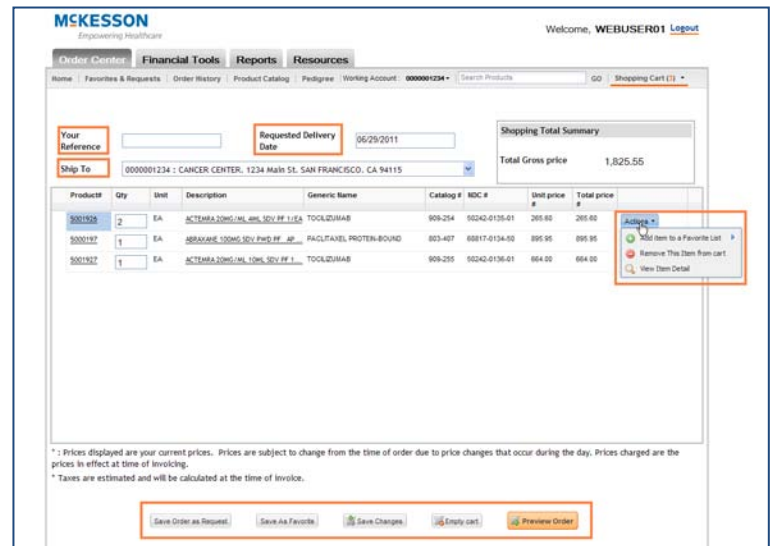 MCKESSON
Empowering Healthcare
Welcome, WEBUSER01 Logout
Order Center Financial Tools Reports Resources
Home Favorites & Requests Order History Product Catalog Pedigree Working Account: 0000001234 Search Products GO Shopping Cart (3)
Your Reference
Requested Delivery Date 06/29/2011
Ship To 0000001234 : CANCER CENTER, 1234 Main St. SAN FRANCISCO, CA 94115
Shopping Total Summary
Total Gross price 1,825.55
Product# Qty Unit Description Generic Name Catalog # NDC # Unit price # Total price #
5001926 2 EA ACTEMRA 20MG/ML 4ML SDV PF 1/EA TOCILIZUMAB 909-254 50242-0135-01 265.60 265.60 Actions
5000197 1 EA ABRAXANE 100MG SDV PWD PF AP PACLITAXEL PROTEIN-BOUND 803-407 68817-0134-50 895.95 895.95
5001927 1 EA ACTEMRA 20MG/ML 10ML SDV PF 1 TOCILIZUMAB 909-255 50242-0136-01 664.00 664.00
Add item to a Favorite List
Remove This Item from cart
View Item Detail
* : Prices displayed are your current prices. Prices are subject to change from the time of order due to price changes that occur during the day. Prices charged are the
prices in effect at time of invoicing.
* Taxes are estimated and will be calculated at the time of invoice.
Save Order as Request Save As Favorite Save Changes Empty cart Preview Order